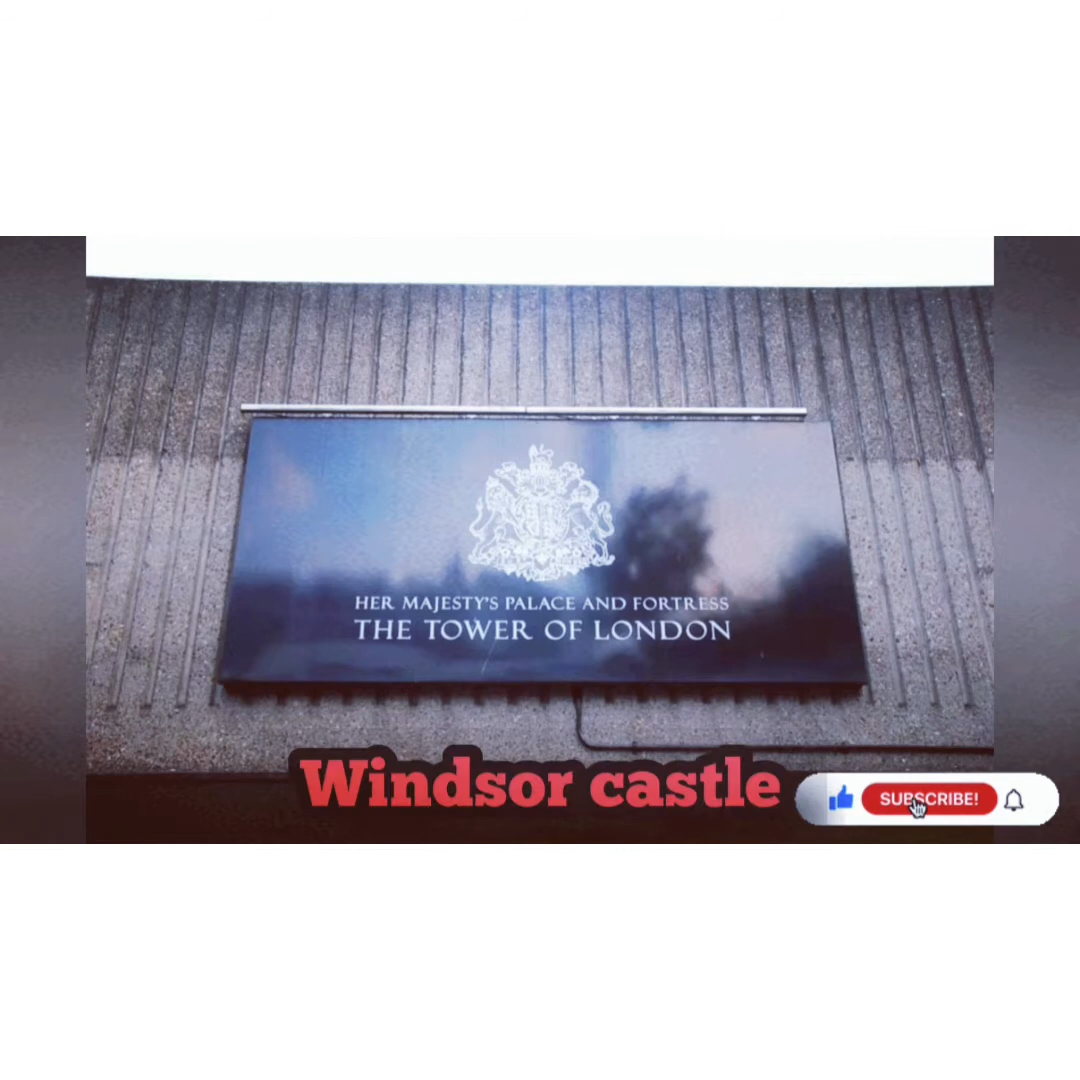 HER MAJESTY'S PALACE AND FORTRESS
THE TOWER OF LONDON
Windsor castle
SUBSCRIBE!